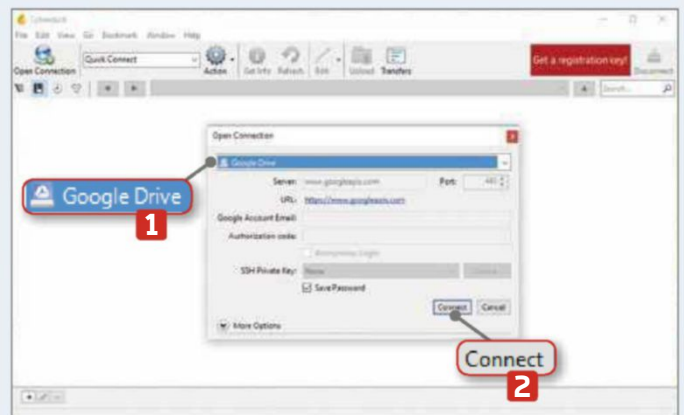 Cyberduck
File Edit View Go Bookmark Window Help
Open Connection Quick Connect Action Get Info Refresh Edit Upload Transfers Get a registration key! Disconnect
Search...
Open Connection
Google Drive
Server: www.googleapis.com Port: 443
URL: https://www.googleapis.com
Google Account Email:
Authorization code:
Anonymous Login
SSH Private Key: None
Save Password
Connect Cancel
More Options
Google Drive
1
Connect
2